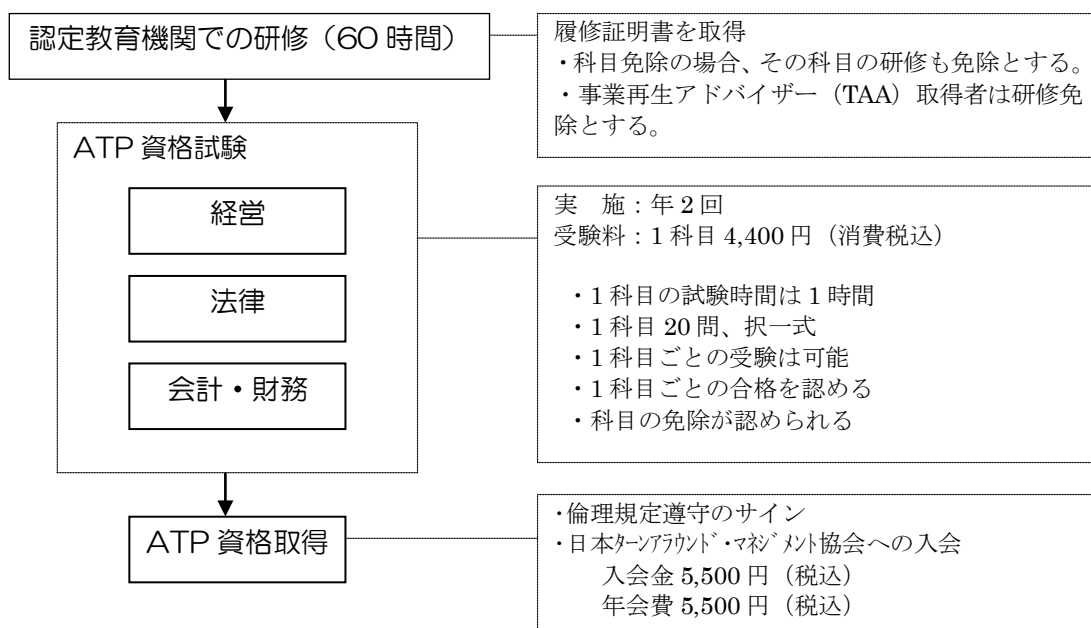 認定教育機関での研修（60 時間）
履修証明書を取得
・科目免除の場合、その科目の研修も免除とする。
・事業再生アドバイザー（TAA）取得者は研修免
除とする。
ATP 資格試験
経営
法律
会計・財務
実　施：年 2 回
受験料：1 科目 4,400 円（消費税込）
・1 科目の試験時間は 1 時間
・1 科目 20 問、択一式
・1 科目ごとの受験は可能
・1 科目ごとの合格を認める
・科目の免除が認められる
ATP 資格取得
・倫理規定遵守のサイン
・日本ﾀｰﾝｱﾗｳﾝﾄﾞ･ﾏﾈｼﾞﾒﾝﾄ協会への入会
入会金 5,500 円（税込）
年会費 5,500 円（税込）